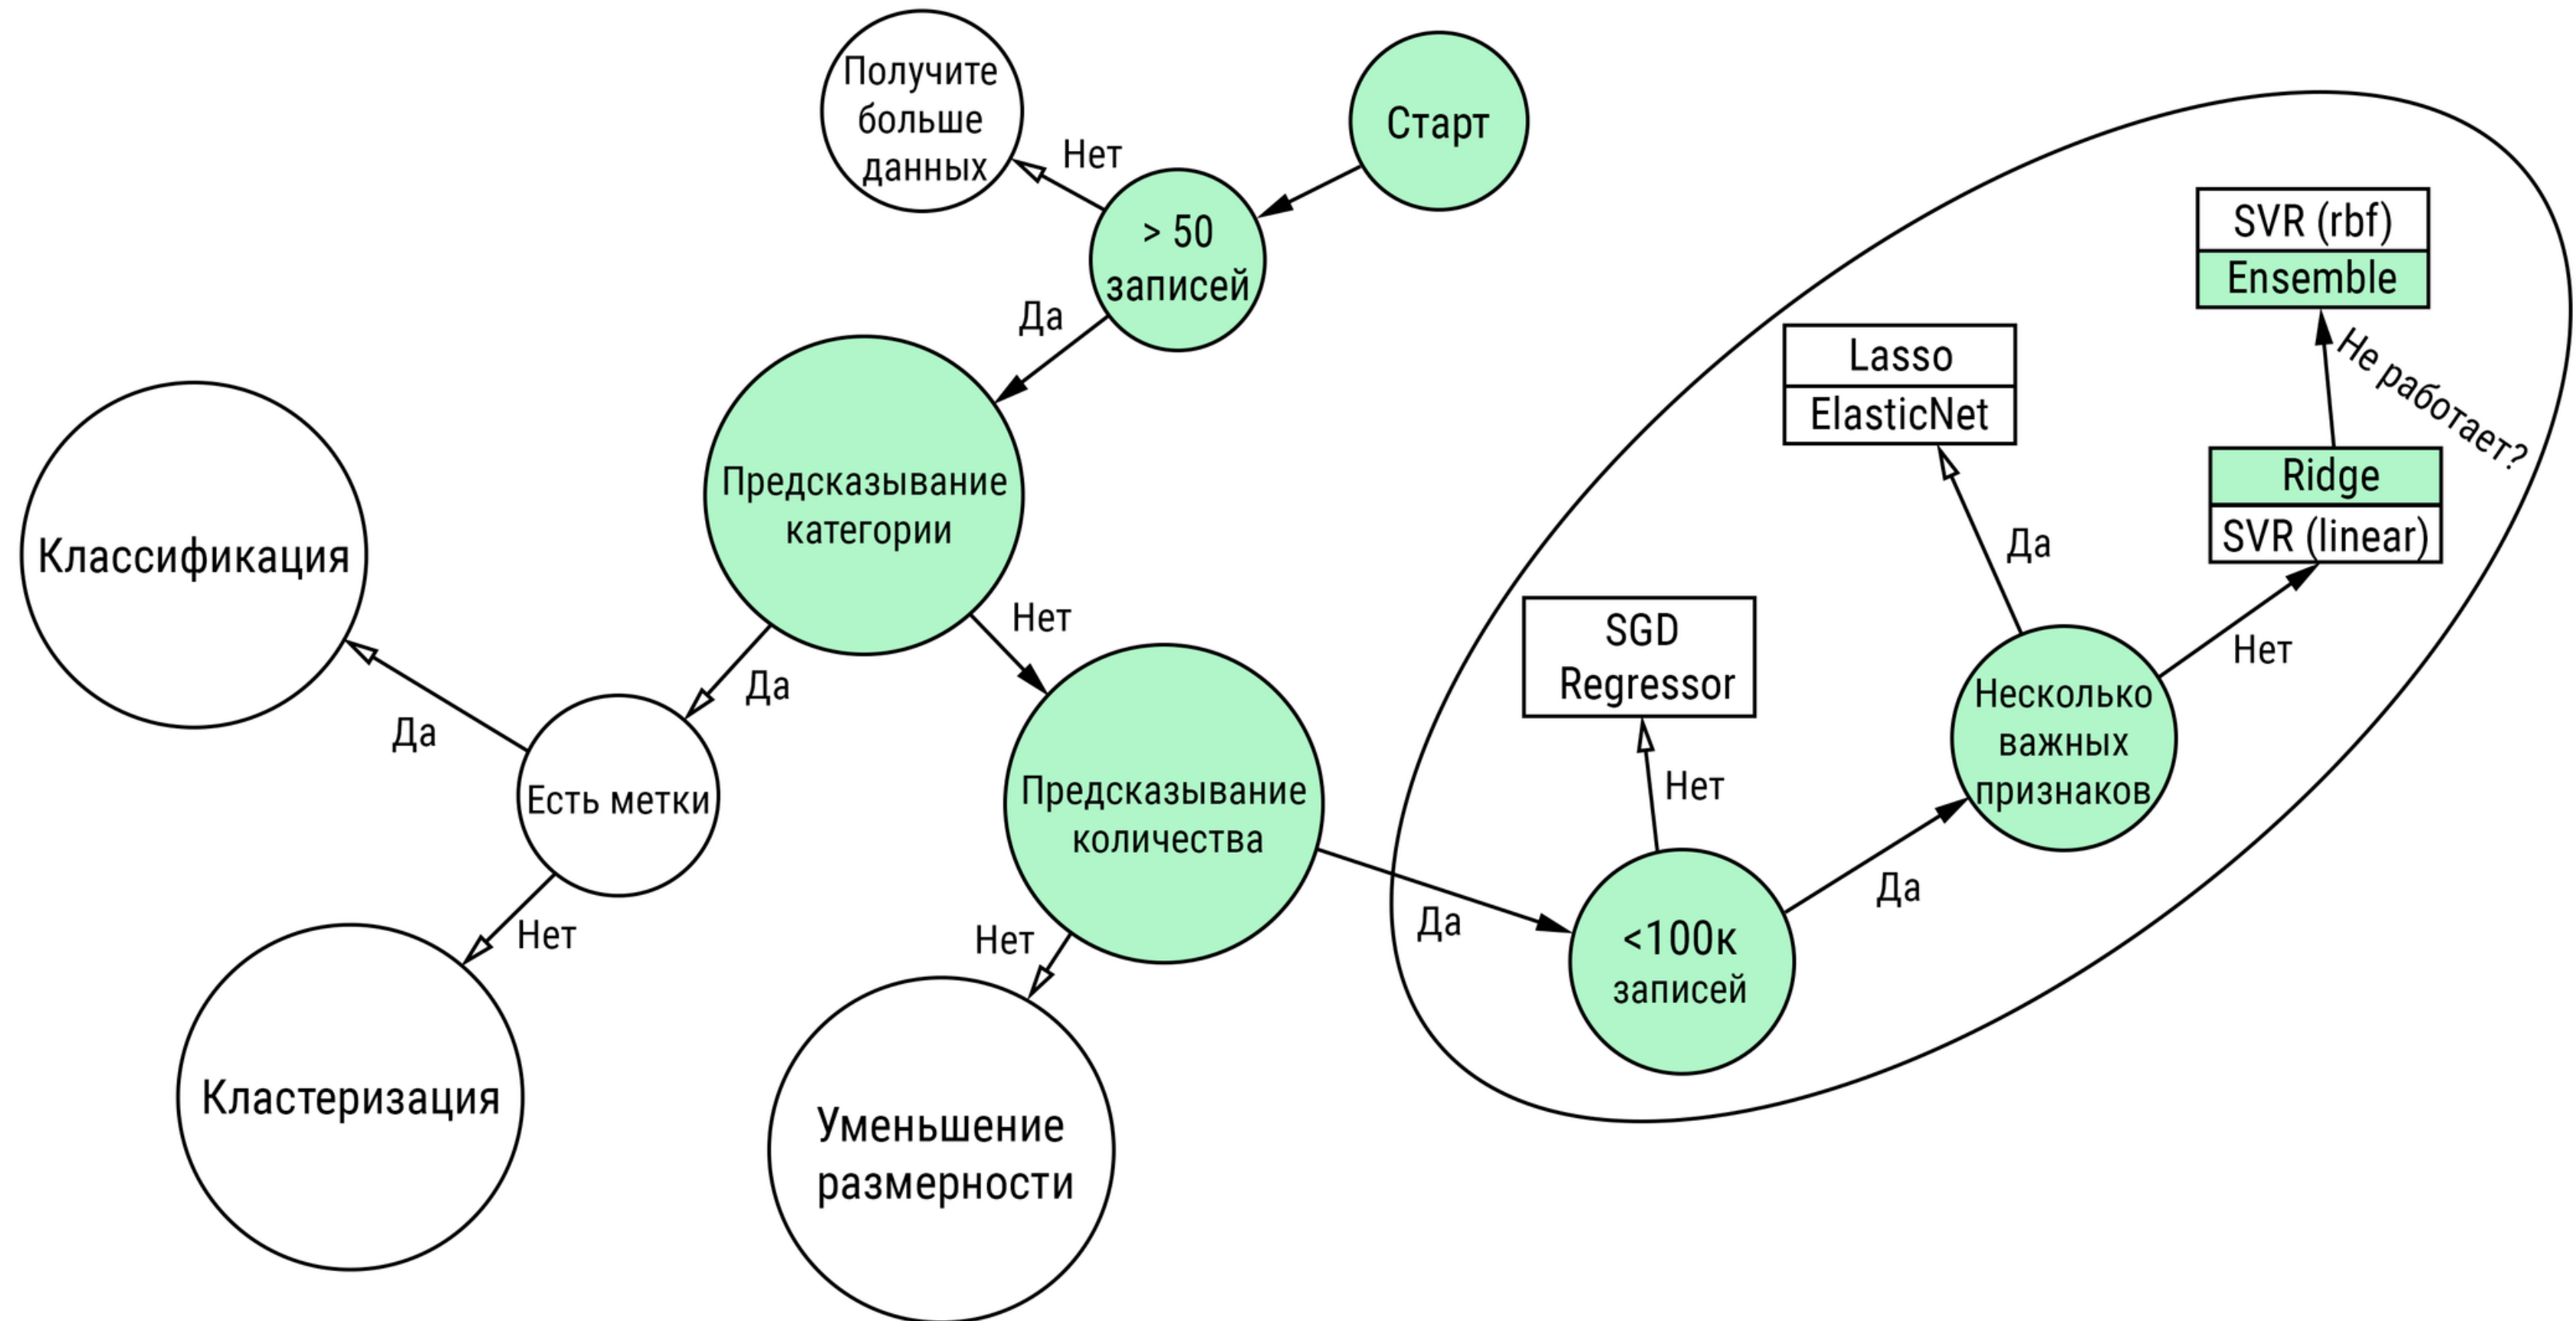 Получите
больше
данных
Нет
Старт
> 50
записей
Да
Предсказывание
категории
Классификация
Да
Есть метки
Да
Нет
Кластеризация
Нет
Предсказывание
количества
Нет
Уменьшение
размерности
Да
<100к
записей
Нет
SGD
Regressor
Да
Несколько
важных
признаков
Да
Lasso
ElasticNet
Нет
Ridge
SVR (linear)
Не работает?
SVR (rbf)
Ensemble